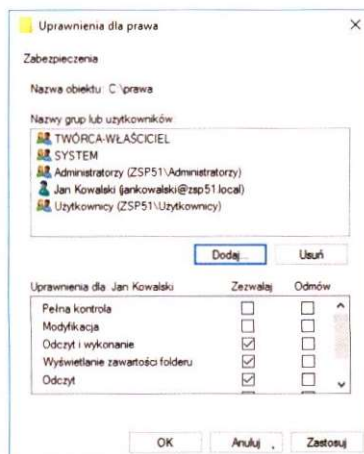 Uprawnienia dla prawa
Zabezpieczenia
Nazwa obiektu: C:\prawa
Nazwy grup lub użytkowników:
TWÓRCA-WŁAŚCICIEL
SYSTEM
Administratorzy (ZSP51\Administratorzy)
Jan Kowalski (jankowalski@zsp51.local)
Użytkownicy (ZSP51\Użytkownicy)
Dodaj... Usuń
Uprawnienia dla Jan Kowalski Zezwalaj Odmów
Pełna kontrola
Modyfikacja
Odczyt i wykonanie
Wyświetlanie zawartości folderu
Odczyt
OK Anuluj Zastosuj